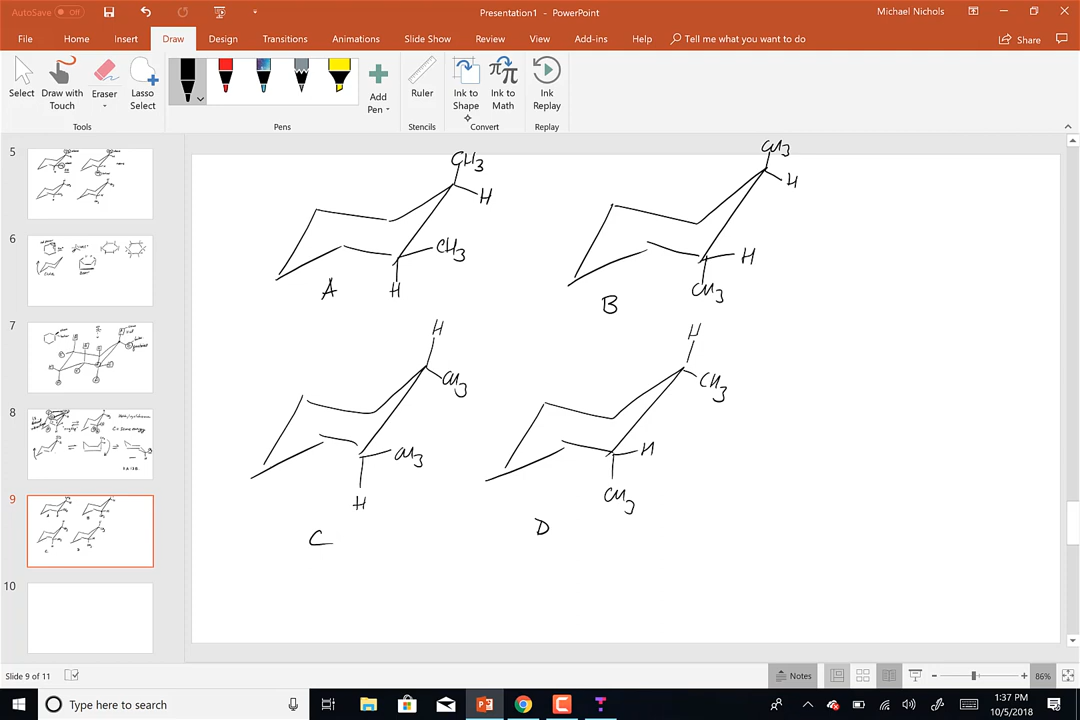 AutoSave Off
Presentation1 - PowerPoint
Michael Nichols
File Home Insert Draw Design Transitions Animations Slide Show Review View Add-ins Help Tell me what you want to do Share
Select
Draw with Touch
Eraser
Lasso Select
Add Pen
Ruler
Ink to Shape
Ink to Math
Ink Replay
Tools Pens Stencils Convert Replay
5
6
7
8
9
10
CH3
H
CH3
H
A
CH3
H
H
CH3
B
H
CH3
CH3
H
C
H
CH3
H
CH3
D
Slide 9 of 11
Notes
86%
Type here to search
1:37 PM
10/5/2018